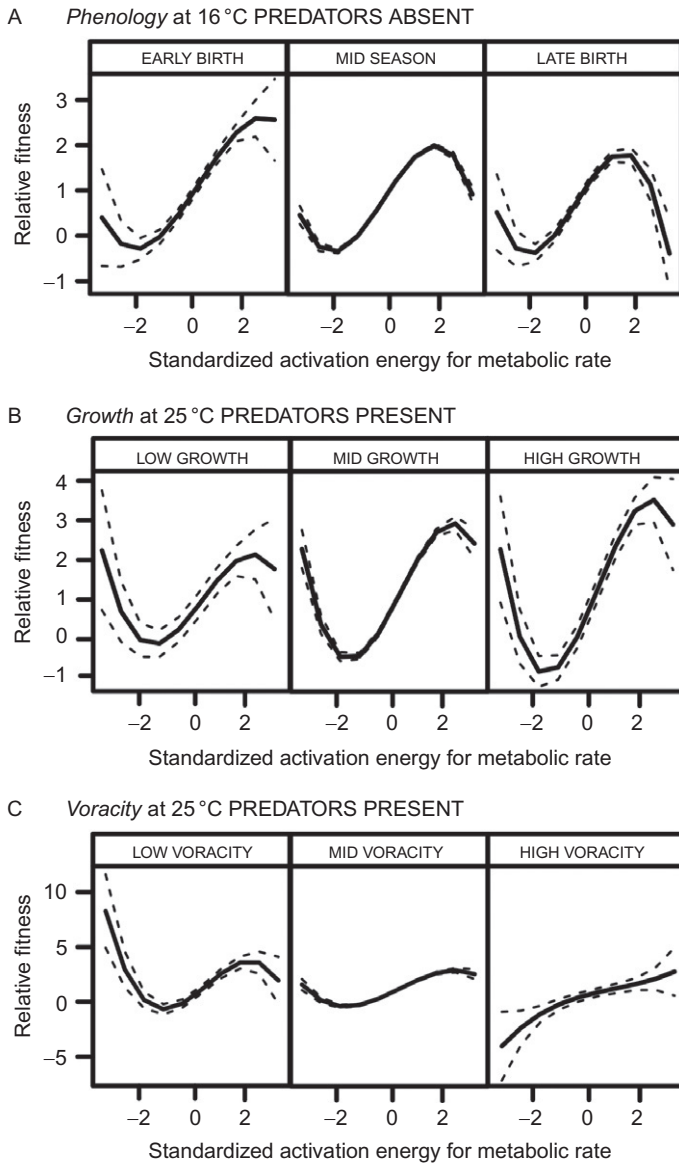 A Phenology at 16 °C PREDATORS ABSENT
EARLY BIRTH MID SEASON LATE BIRTH
Relative fitness
3
2
1
0
−1
−2 0 2 −2 0 2 −2 0 2
Standardized activation energy for metabolic rate
B Growth at 25 °C PREDATORS PRESENT
LOW GROWTH MID GROWTH HIGH GROWTH
Relative fitness
4
3
2
1
0
−1
−2 0 2 −2 0 2 −2 0 2
Standardized activation energy for metabolic rate
C Voracity at 25 °C PREDATORS PRESENT
LOW VORACITY MID VORACITY HIGH VORACITY
Relative fitness
10
5
0
−5
−2 0 2 −2 0 2 −2 0 2
Standardized activation energy for metabolic rate